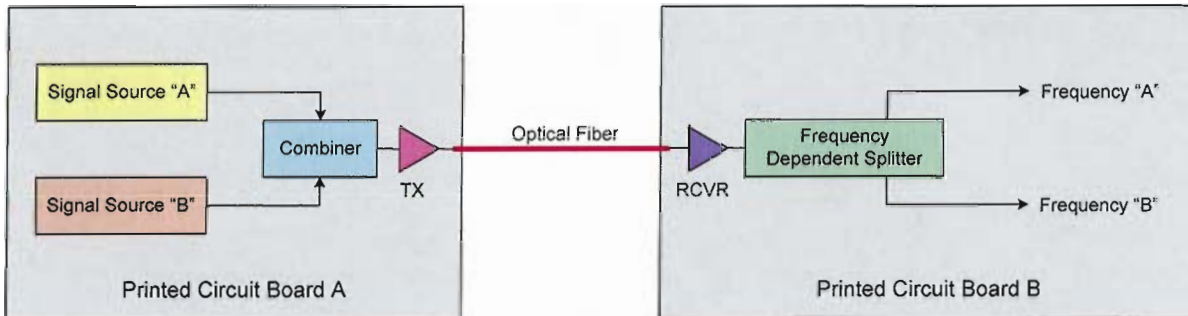 Signal Source "A"
Signal Source "B"
Combiner
TX
Optical Fiber
RCVR
Frequency
Dependent Splitter
Frequency "A"
Frequency "B"
Printed Circuit Board A
Printed Circuit Board B